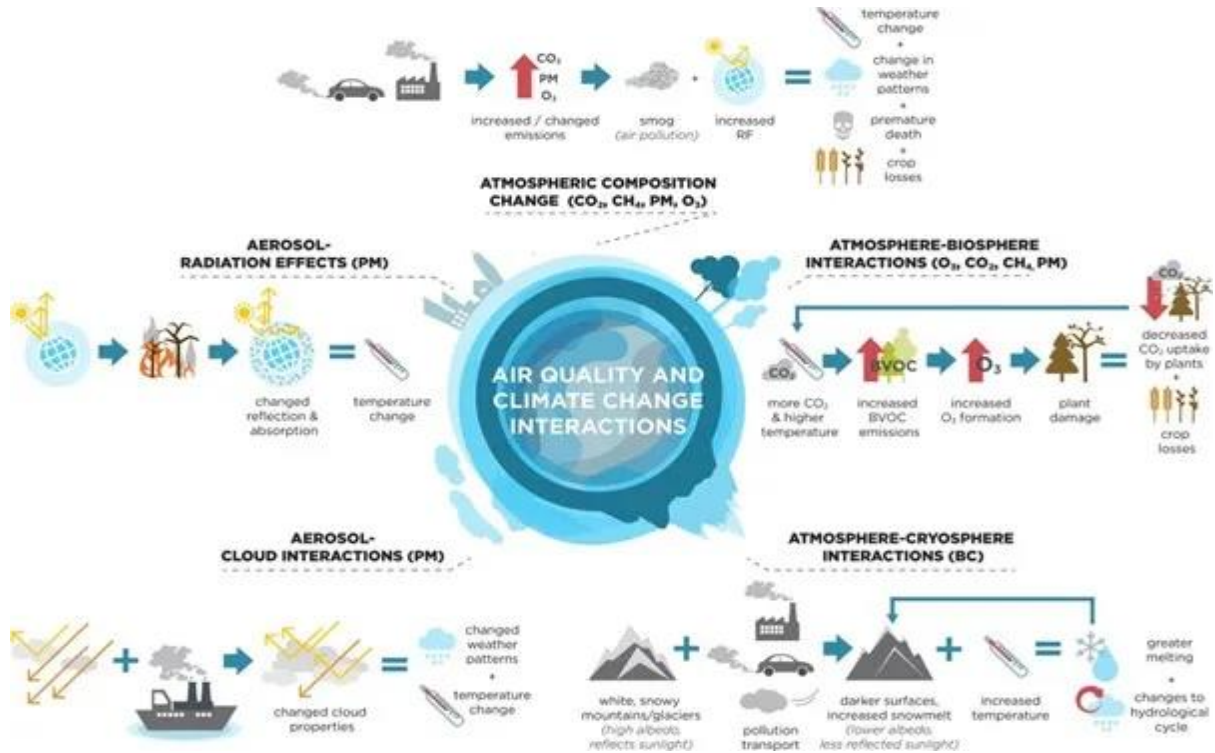 CO₂
PM
O₃
increased / changed
emissions
smog
(air pollution)
+
increased
RF
=
temperature
change
+
change in
weather
patterns
+
premature
death
+
crop
losses
ATMOSPHERIC COMPOSITION
CHANGE (CO₂, CH₄, PM, O₃)
AEROSOL-
RADIATION EFFECTS (PM)
changed
reflection &
absorption
=
temperature
change
ATMOSPHERE-BIOSPHERE
INTERACTIONS (O₃, CO₂, CH₄, PM)
CO₂
more CO₂
& higher
temperature
BVOC
increased
BVOC
emissions
O₃
increased
O₃ formation
plant
damage
=
CO₂
decreased
CO₂ uptake
by plants
+
crop
losses
AIR QUALITY AND
CLIMATE CHANGE
INTERACTIONS
AEROSOL-
CLOUD INTERACTIONS (PM)
+
changed cloud
properties
=
changed
weather
patterns
+
temperature
change
ATMOSPHERE-CRYOSPHERE
INTERACTIONS (BC)
white, snowy
mountains/glaciers
(high albedo,
reflects sunlight)
+
pollution
transport
darker surfaces,
increased snowmelt
(lower albedo,
less reflected sunlight)
+
increased
temperature
=
greater
melting
+
changes to
hydrological
cycle